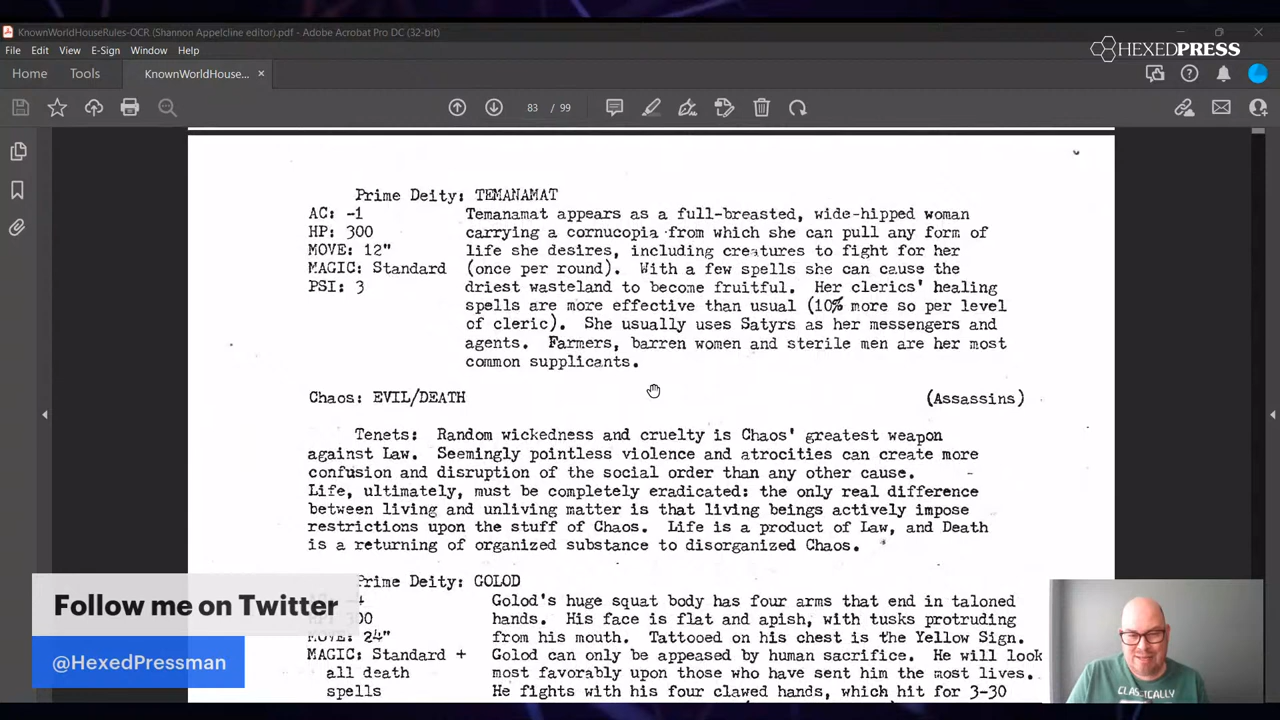 KnownWorldHouseRules-OCR (Shannon Appelcline editor).pdf - Adobe Acrobat Pro DC (32-bit)
File Edit View E-Sign Window Help
HEXEDPRESS
Home Tools KnownWorldHouse... ×
83 / 99
Prime Deity: TEMANAMAT
AC: -1
HP: 300
MOVE: 12"
MAGIC: Standard
PSI: 3
Temanamat appears as a full-breasted, wide-hipped woman
carrying a cornucopia from which she can pull any form of
life she desires, including creatures to fight for her
(once per round). With a few spells she can cause the
driest wasteland to become fruitful. Her clerics' healing
spells are more effective than usual (10% more so per level
of cleric). She usually uses Satyrs as her messengers and
agents. Farmers, barren women and sterile men are her most
common supplicants.
Chaos: EVIL/DEATH (Assassins)
Tenets: Random wickedness and cruelty is Chaos' greatest weapon
against Law. Seemingly pointless violence and atrocities can create more
confusion and disruption of the social order than any other cause.
Life, ultimately, must be completely eradicated: the only real difference
between living and unliving matter is that living beings actively impose
restrictions upon the stuff of Chaos. Life is a product of Law, and Death
is a returning of organized substance to disorganized Chaos.
Prime Deity: GOLOD
MOVE: 24"
MAGIC: Standard +
all death
spells
Golod's huge squat body has four arms that end in taloned
hands. His face is flat and apish, with tusks protruding
from his mouth. Tattooed on his chest is the Yellow Sign.
Golod can only be appeased by human sacrifice. He will look
most favorably upon those who have sent him the most lives.
He fights with his four clawed hands, which hit for 3-30
Follow me on Twitter
@HexedPressman
CLASSICALLY